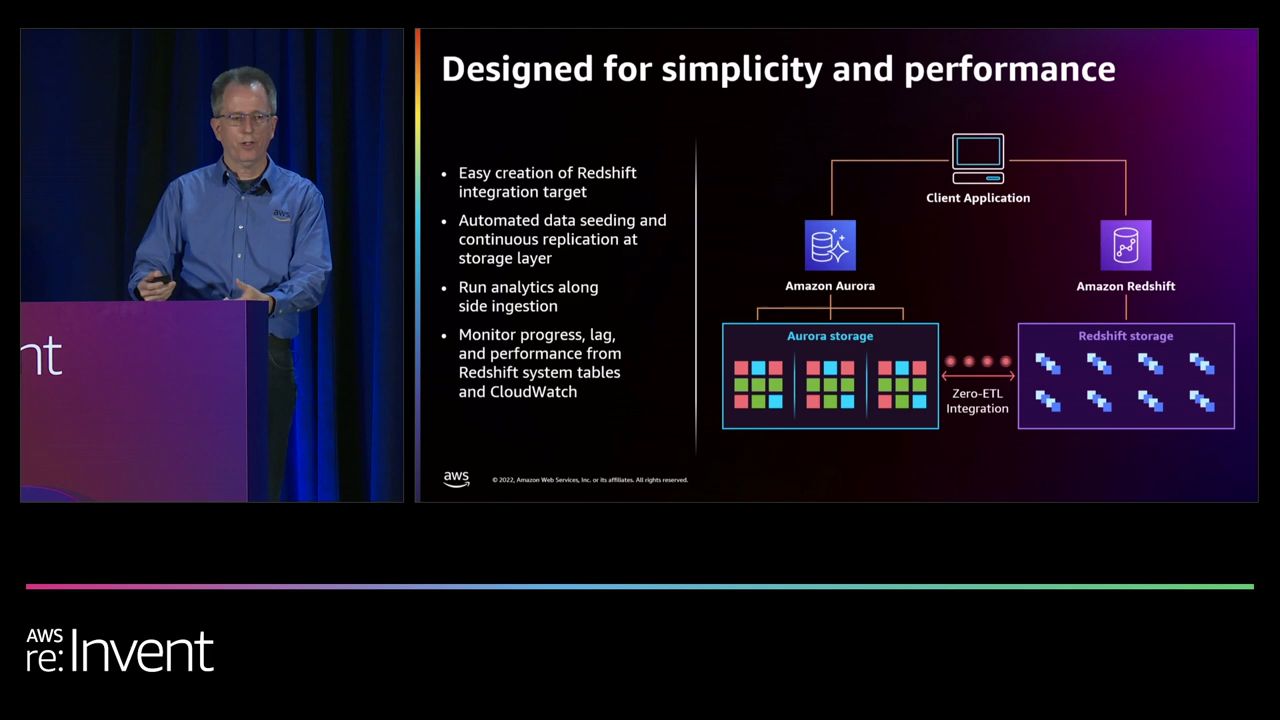 aws
nt
Designed for simplicity and performance
• Easy creation of Redshift
integration target
• Automated data seeding and
continuous replication at
storage layer
• Run analytics along
side ingestion
• Monitor progress, lag,
and performance from
Redshift system tables
and CloudWatch
Client Application
Amazon Aurora
Amazon Redshift
Aurora storage
Redshift storage
Zero-ETL
Integration
aws
© 2022, Amazon Web Services, Inc. or its affiliates. All rights reserved.
AWS
re:Invent